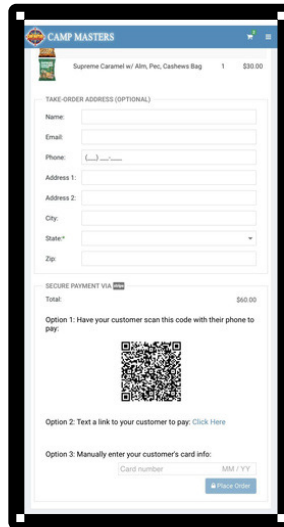 CAMP MASTERS
Supreme Caramel w/ Alm, Pec, Cashews Bag 1 $30.00
TAKE-ORDER ADDRESS (OPTIONAL)
Name:
Email:
Phone: (__) __-____
Address 1:
Address 2:
City:
State:*
Zip:
SECURE PAYMENT VIA
Total: $60.00
Option 1: Have your customer scan this code with their phone to
pay:
Option 2: Text a link to your customer to pay: Click Here
Option 3: Manually enter your customer's card info:
Card number MM / YY
Place Order